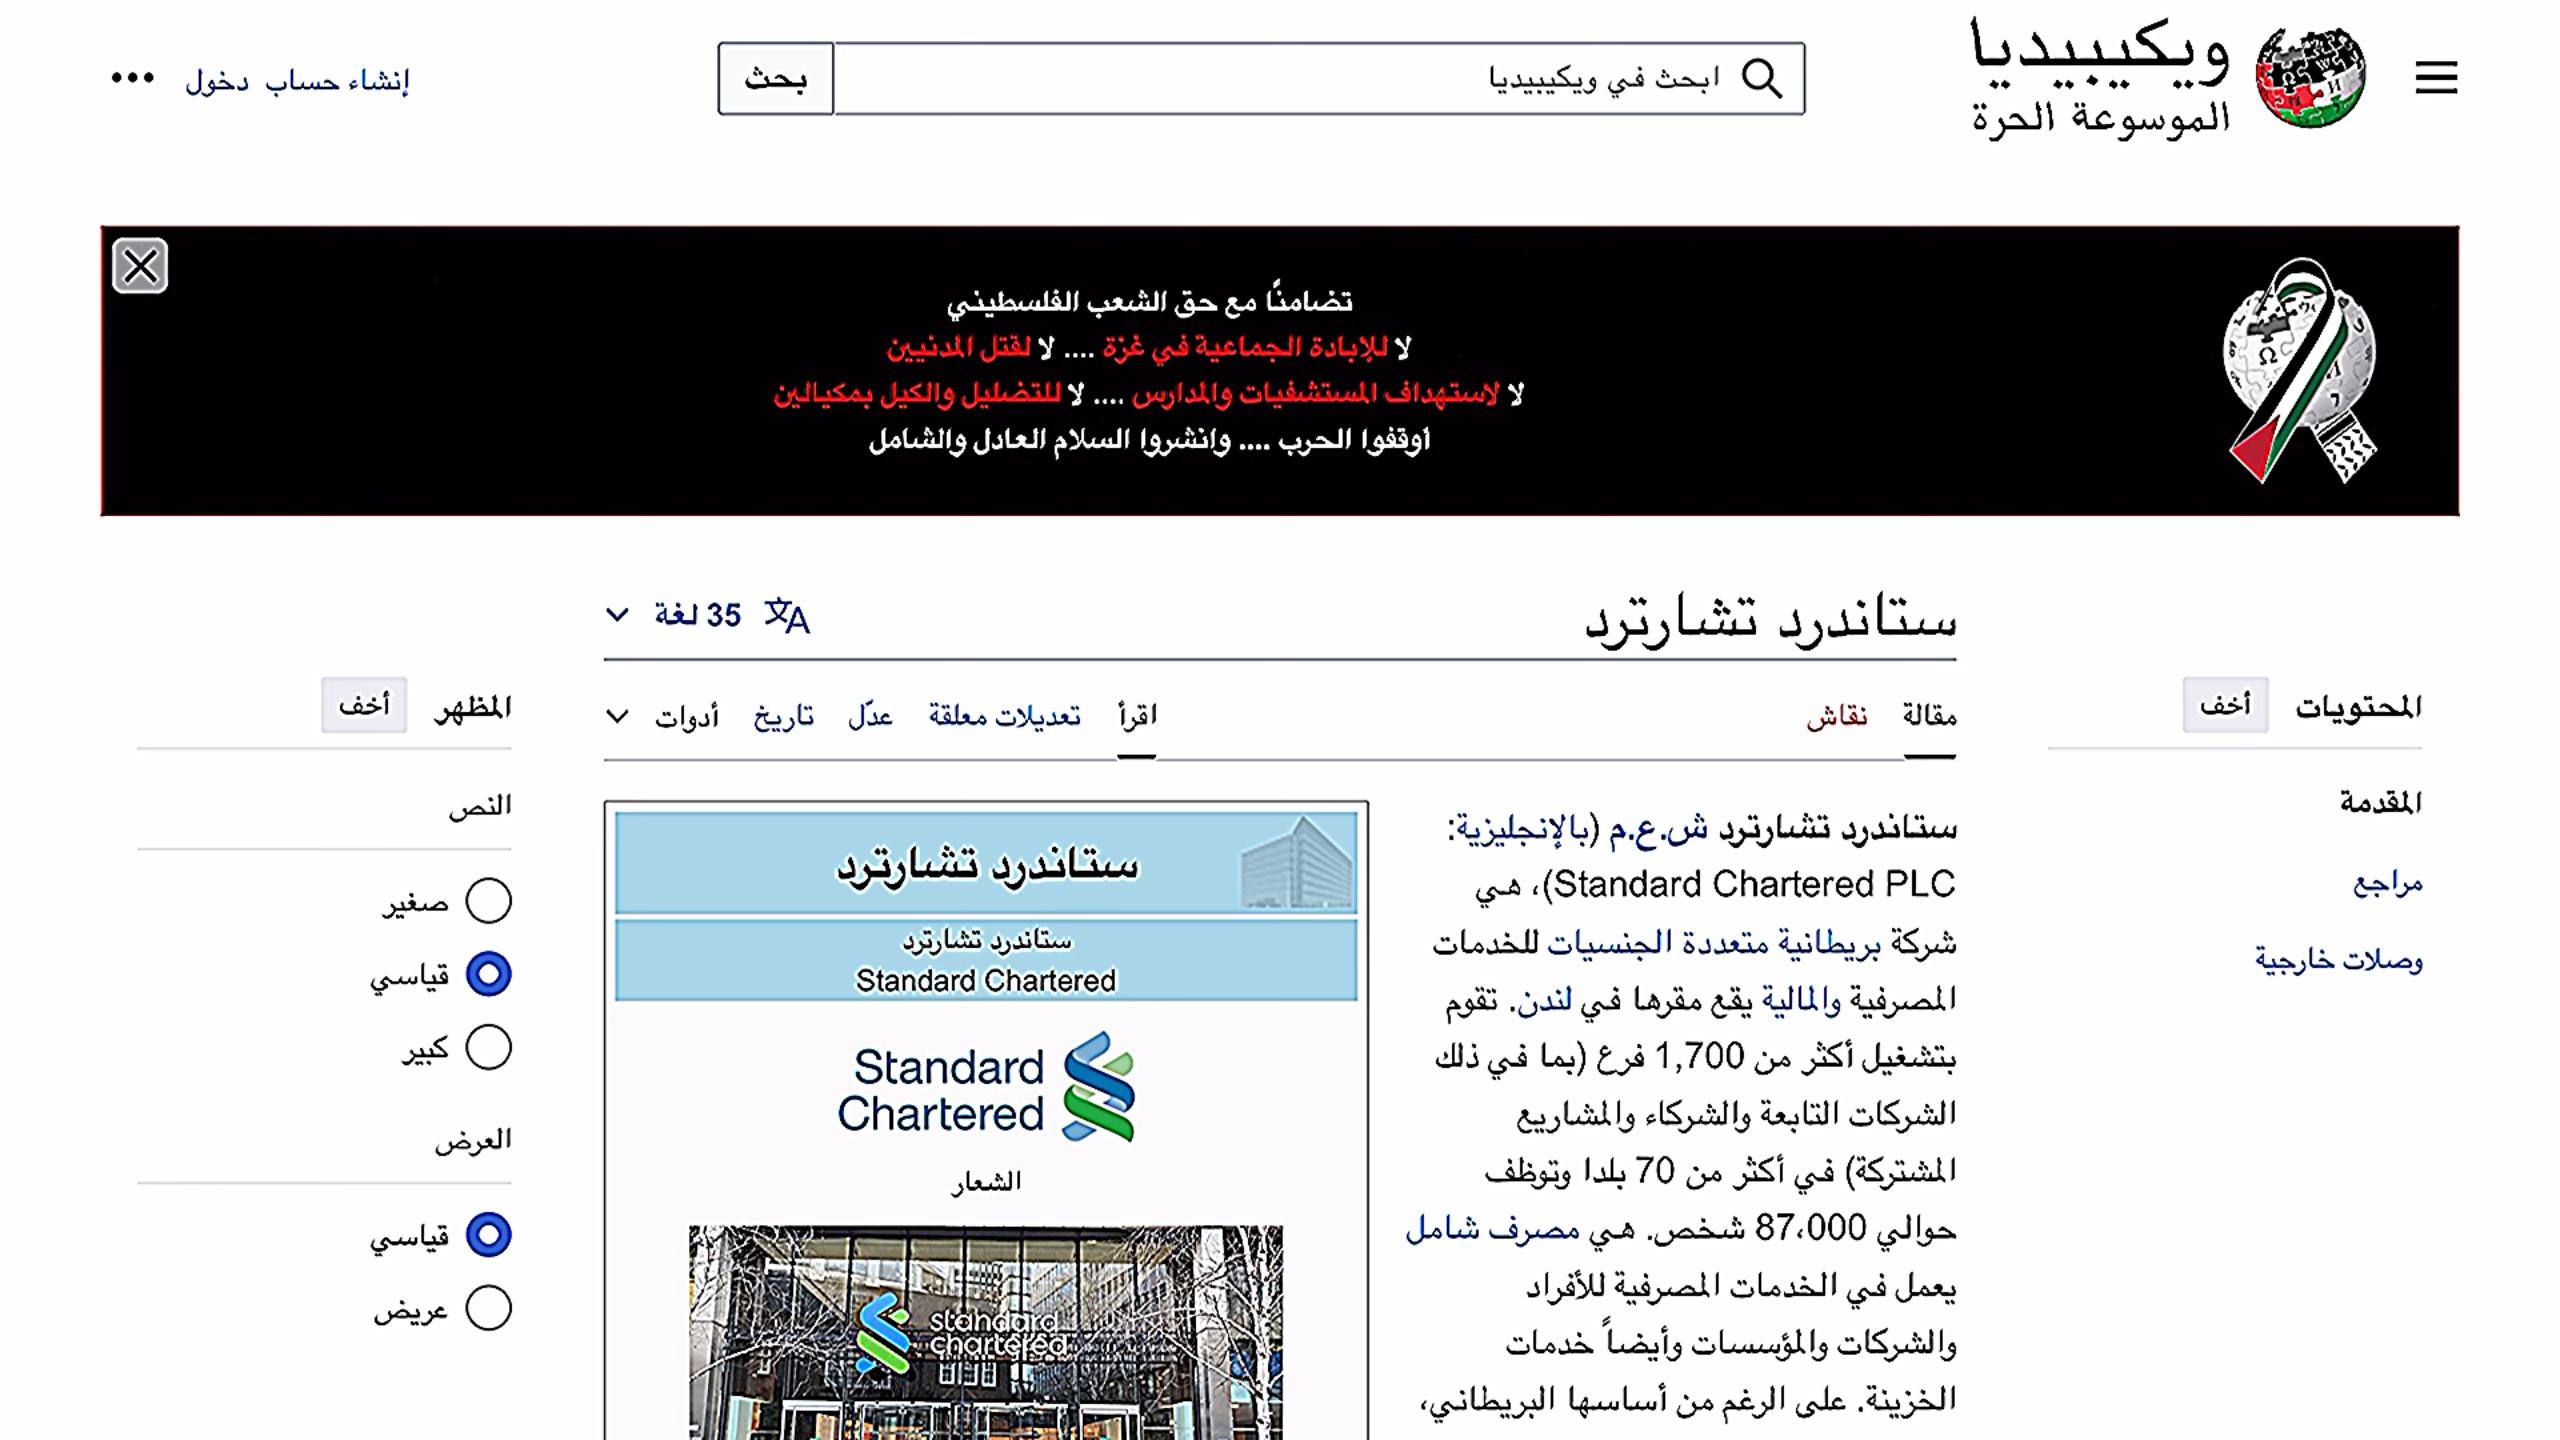 ويكيبيديا
الموسوعة الحرة
ابحث في ويكيبيديا
بحث
إنشاء حساب دخول
تضامنًا مع حق الشعب الفلسطيني
لا للإبادة الجماعية في غزة .... لا لقتل المدنيين
لا لاستهداف المستشفيات والمدارس .... لا للتضليل والكيل بمكيالين
أوقفوا الحرب .... وانشروا السلام العادل والشامل
المحتويات أخف
المقدمة
مراجع
وصلات خارجية
ستاندرد تشارترد
35 لغة
مقالة نقاش
اقرأ تعديلات معلقة عدّل تاريخ أدوات
ستاندرد تشارترد ش.ع.م (بالإنجليزية:
Standard Chartered PLC)، هي
شركة بريطانية متعددة الجنسيات للخدمات
المصرفية والمالية يقع مقرها في لندن. تقوم
بتشغيل أكثر من 1,700 فرع (بما في ذلك
الشركات التابعة والشركاء والمشاريع
المشتركة) في أكثر من 70 بلدا وتوظف
حوالي 87،000 شخص. هي مصرف شامل
يعمل في الخدمات المصرفية للأفراد
والشركات والمؤسسات وأيضاً خدمات
الخزينة. على الرغم من أساسها البريطاني،
ستاندرد تشارترد
ستاندرد تشارترد
Standard Chartered
Standard
Chartered
الشعار
standard
chartered
المظهر أخف
النص
صغير
قياسي
كبير
العرض
قياسي
عريض